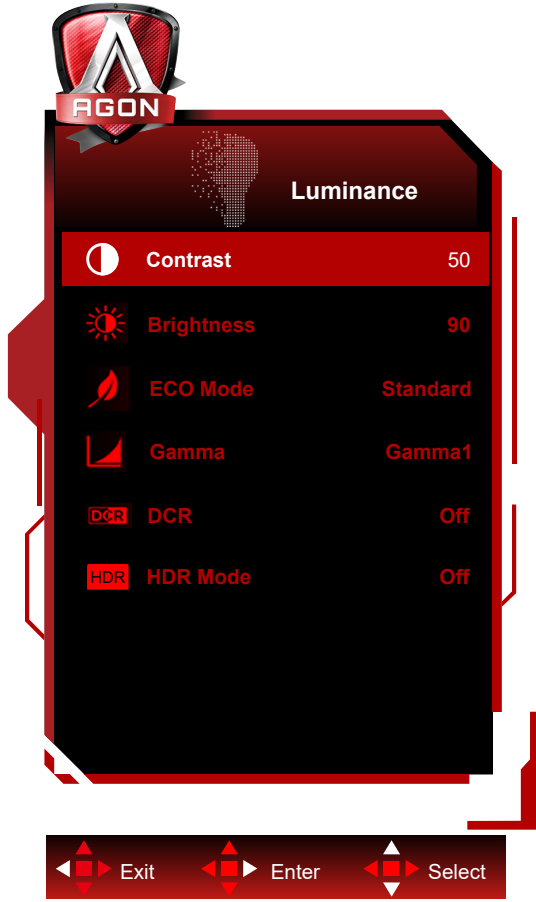 AGON
Luminance
Contrast 50
Brightness 90
ECO Mode Standard
Gamma Gamma1
DCR DCR Off
HDR HDR Mode Off
Exit Enter Select